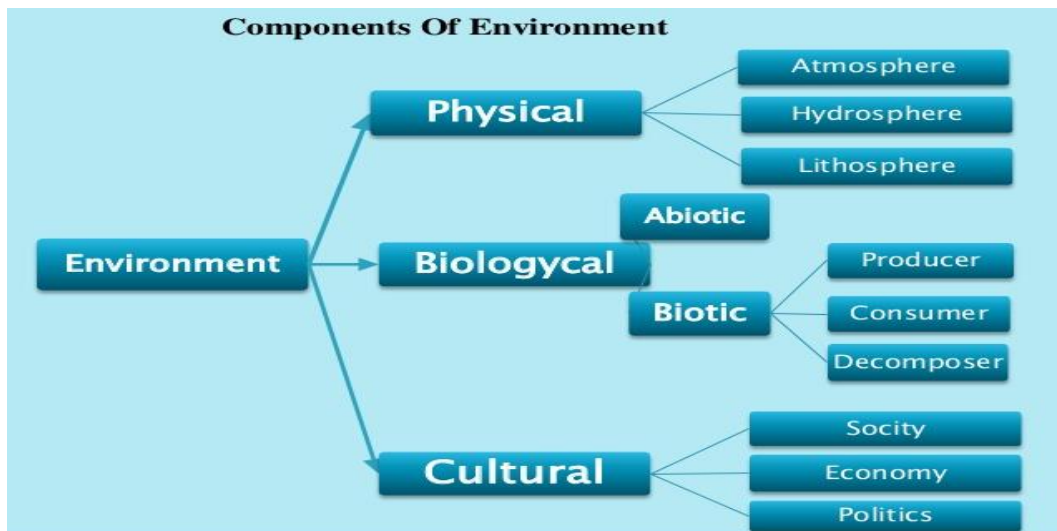 Components Of Environment
Physical
Atmosphere
Hydrosphere
Lithosphere
Environment
Biologycal
Abiotic
Biotic
Producer
Consumer
Decomposer
Cultural
Socity
Economy
Politics